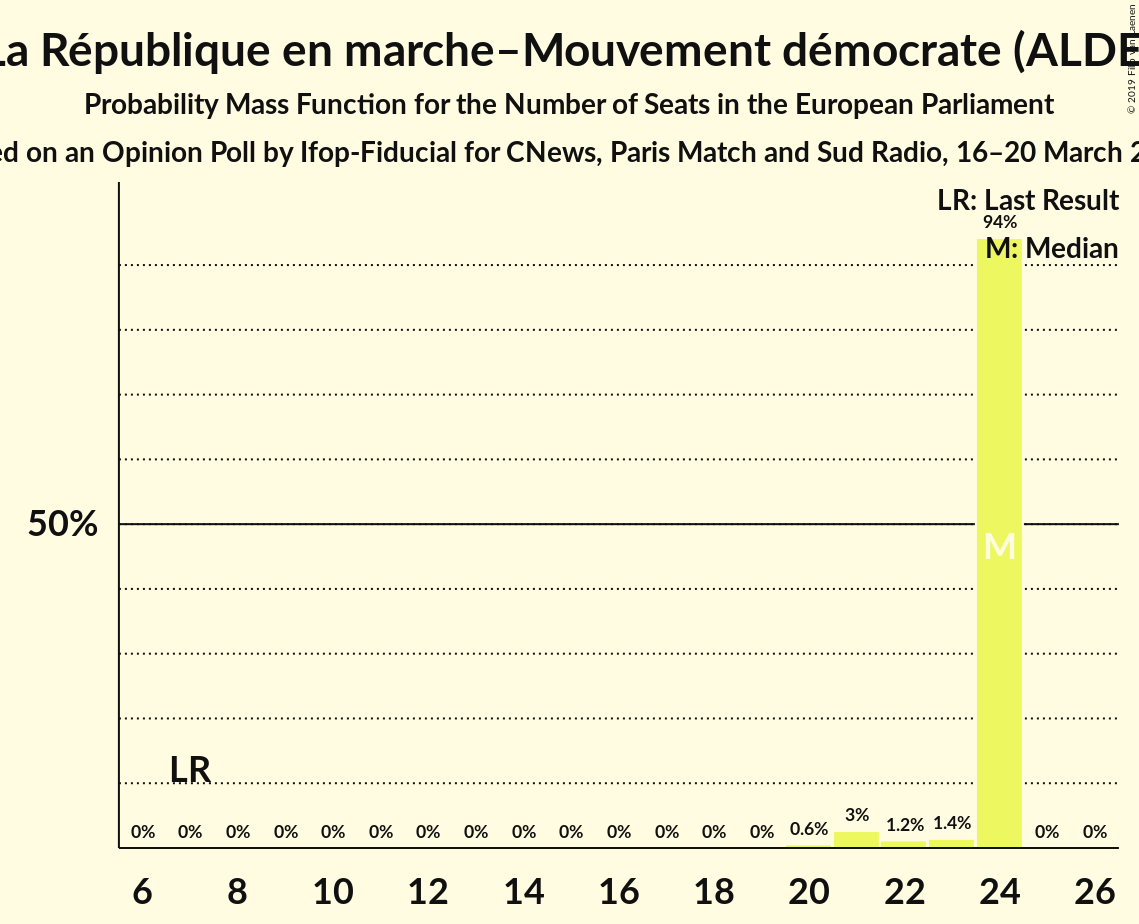 La République en marche–Mouvement démocrate (ALDE
Probability Mass Function for the Number of Seats in the European Parliament
ed on an Opinion Poll by Ifop-Fiducial for CNews, Paris Match and Sud Radio, 16–20 March 2
© 2019 Filip van Laenen
LR: Last Result
94%
M: Median
50%
M
LR
0% 0% 0% 0% 0% 0% 0% 0% 0% 0% 0% 0% 0% 0% 0.6% 3% 1.2% 1.4% 0% 0%
6 8 10 12 14 16 18 20 22 24 26